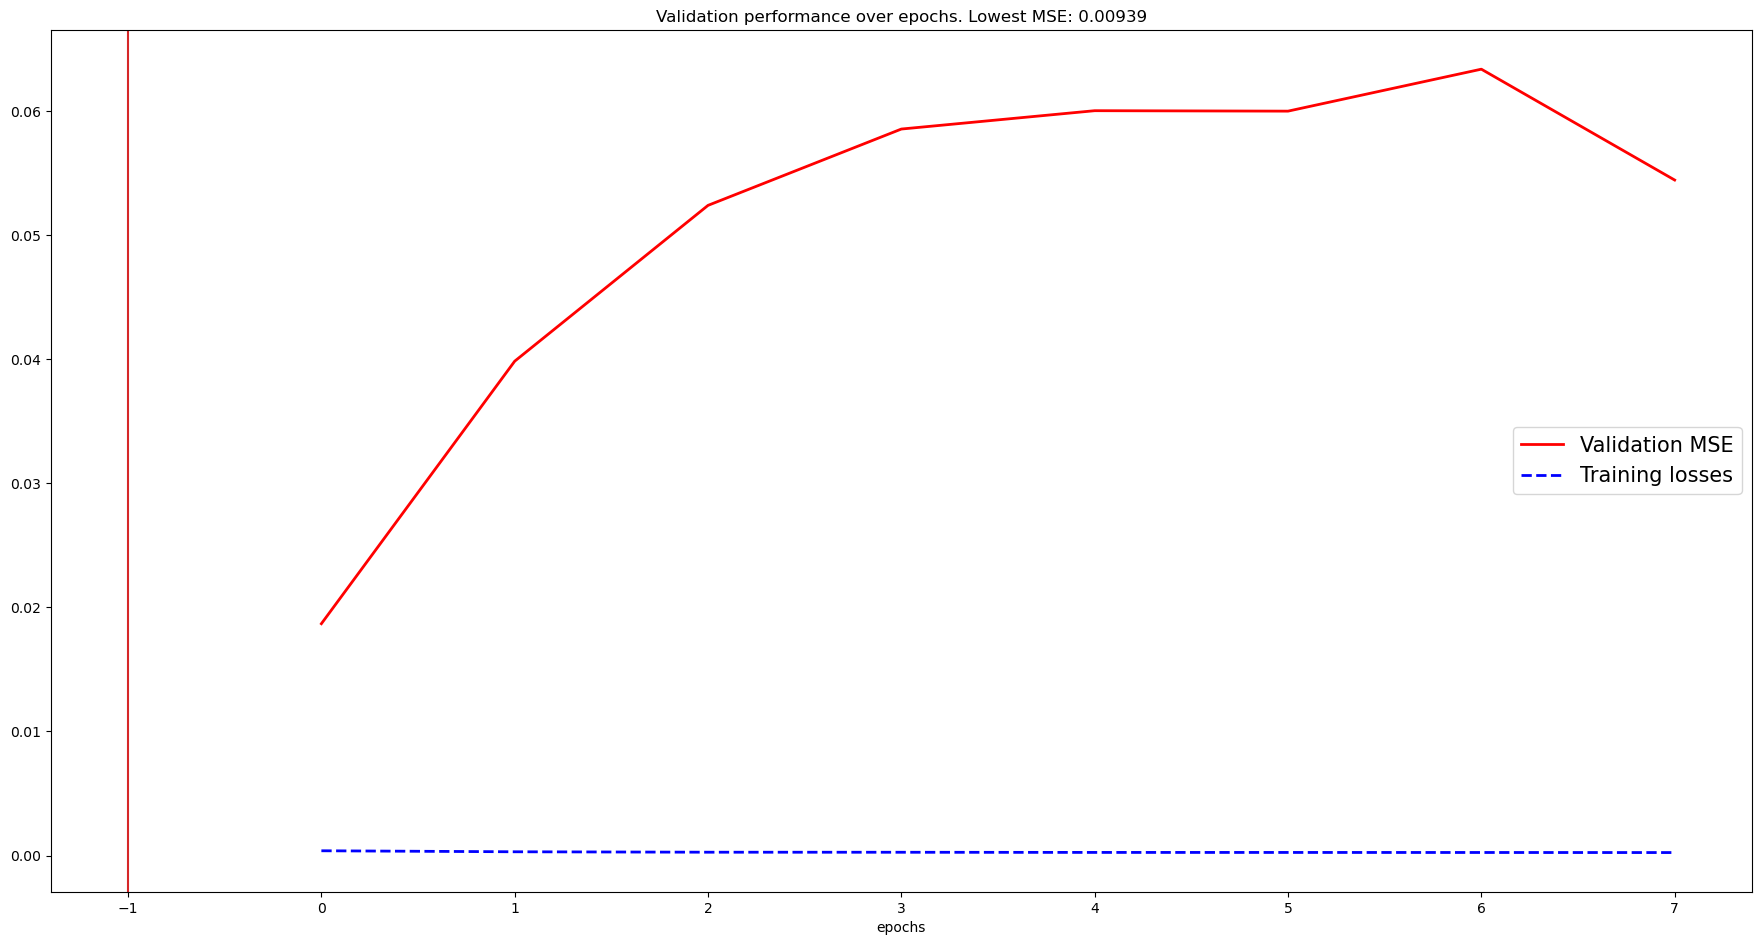 Validation performance over epochs. Lowest MSE: 0.00939
0.06
0.05
0.04
0.03
0.02
0.01
0.00
Validation MSE
Training losses
−1 0 1 2 3 4 5 6 7
epochs